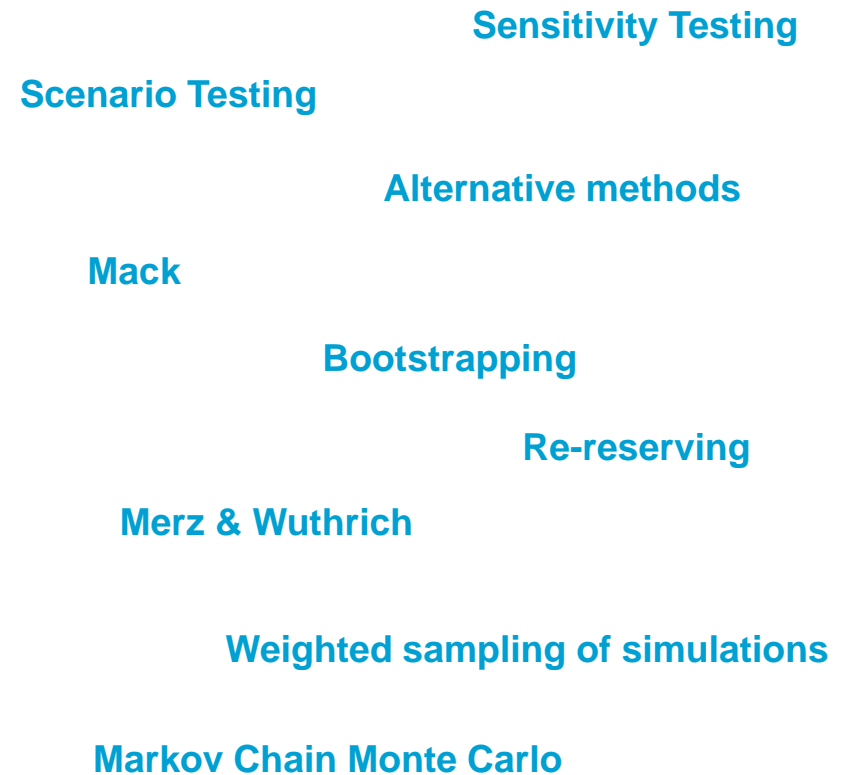 Sensitivity Testing
Scenario Testing
Alternative methods
Mack
Bootstrapping
Re-reserving
Merz & Wuthrich
Weighted sampling of simulations
Markov Chain Monte Carlo